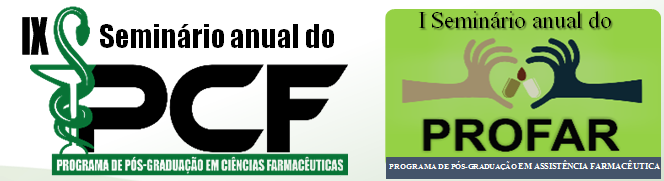 IX Seminário anual do
PCF
PROGRAMA DE PÓS-GRADUAÇÃO EM CIÊNCIAS FARMACÊUTICAS
I Seminário anual do
PROFAR
PROGRAMA DE PÓS-GRADUAÇÃO EM ASSISTÊNCIA FARMACÊUTICA